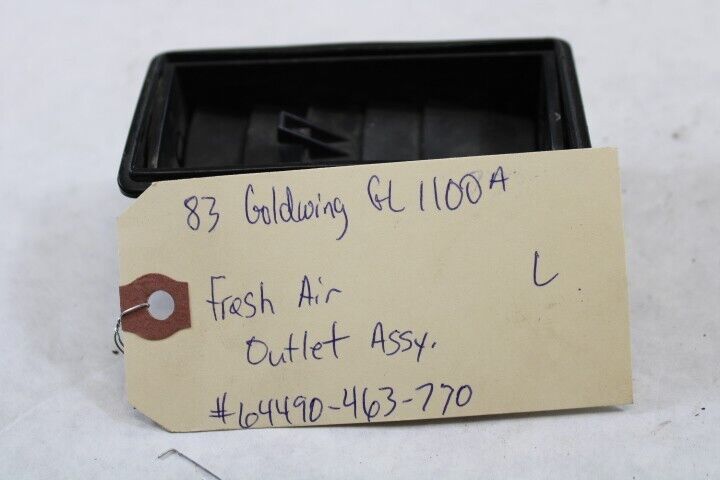 83 Goldwing GL 1100A
Fresh Air L
Outlet Assy.
#64490-463-770